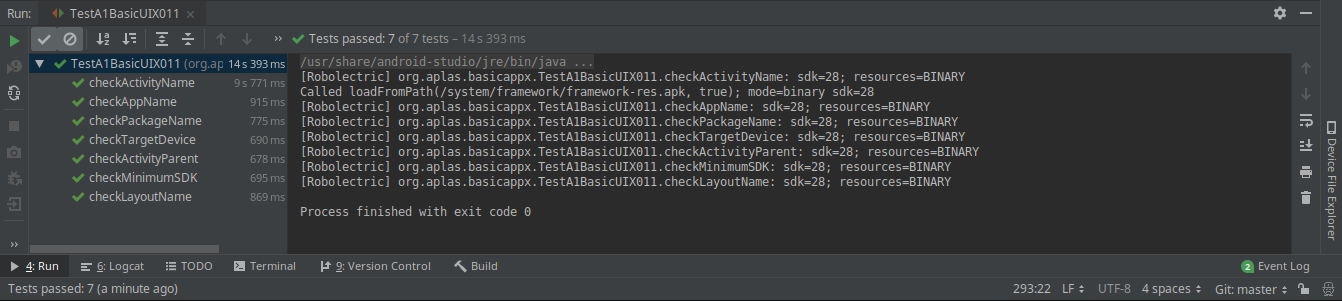 Run: TestA1BasicUIX011
Tests passed: 7 of 7 tests – 14 s 393 ms
TestA1BasicUIX011 (org.ap 14 s 393 ms
checkActivityName 9 s 771 ms
checkAppName 915 ms
checkPackageName 775 ms
checkTargetDevice 690 ms
checkActivityParent 678 ms
checkMinimumSDK 695 ms
checkLayoutName 869 ms
/usr/share/android-studio/jre/bin/java ...
[Robolectric] org.aplas.basicappx.TestA1BasicUIX011.checkActivityName: sdk=28; resources=BINARY
Called loadFromPath(/system/framework/framework-res.apk, true); mode=binary sdk=28
[Robolectric] org.aplas.basicappx.TestA1BasicUIX011.checkAppName: sdk=28; resources=BINARY
[Robolectric] org.aplas.basicappx.TestA1BasicUIX011.checkPackageName: sdk=28; resources=BINARY
[Robolectric] org.aplas.basicappx.TestA1BasicUIX011.checkTargetDevice: sdk=28; resources=BINARY
[Robolectric] org.aplas.basicappx.TestA1BasicUIX011.checkActivityParent: sdk=28; resources=BINARY
[Robolectric] org.aplas.basicappx.TestA1BasicUIX011.checkMinimumSDK: sdk=28; resources=BINARY
[Robolectric] org.aplas.basicappx.TestA1BasicUIX011.checkLayoutName: sdk=28; resources=BINARY
Process finished with exit code 0
Device File Explorer
4: Run 6: Logcat TODO Terminal 9: Version Control Build 2 Event Log
Tests passed: 7 (a minute ago) 293:22 LF UTF-8 4 spaces Git: master